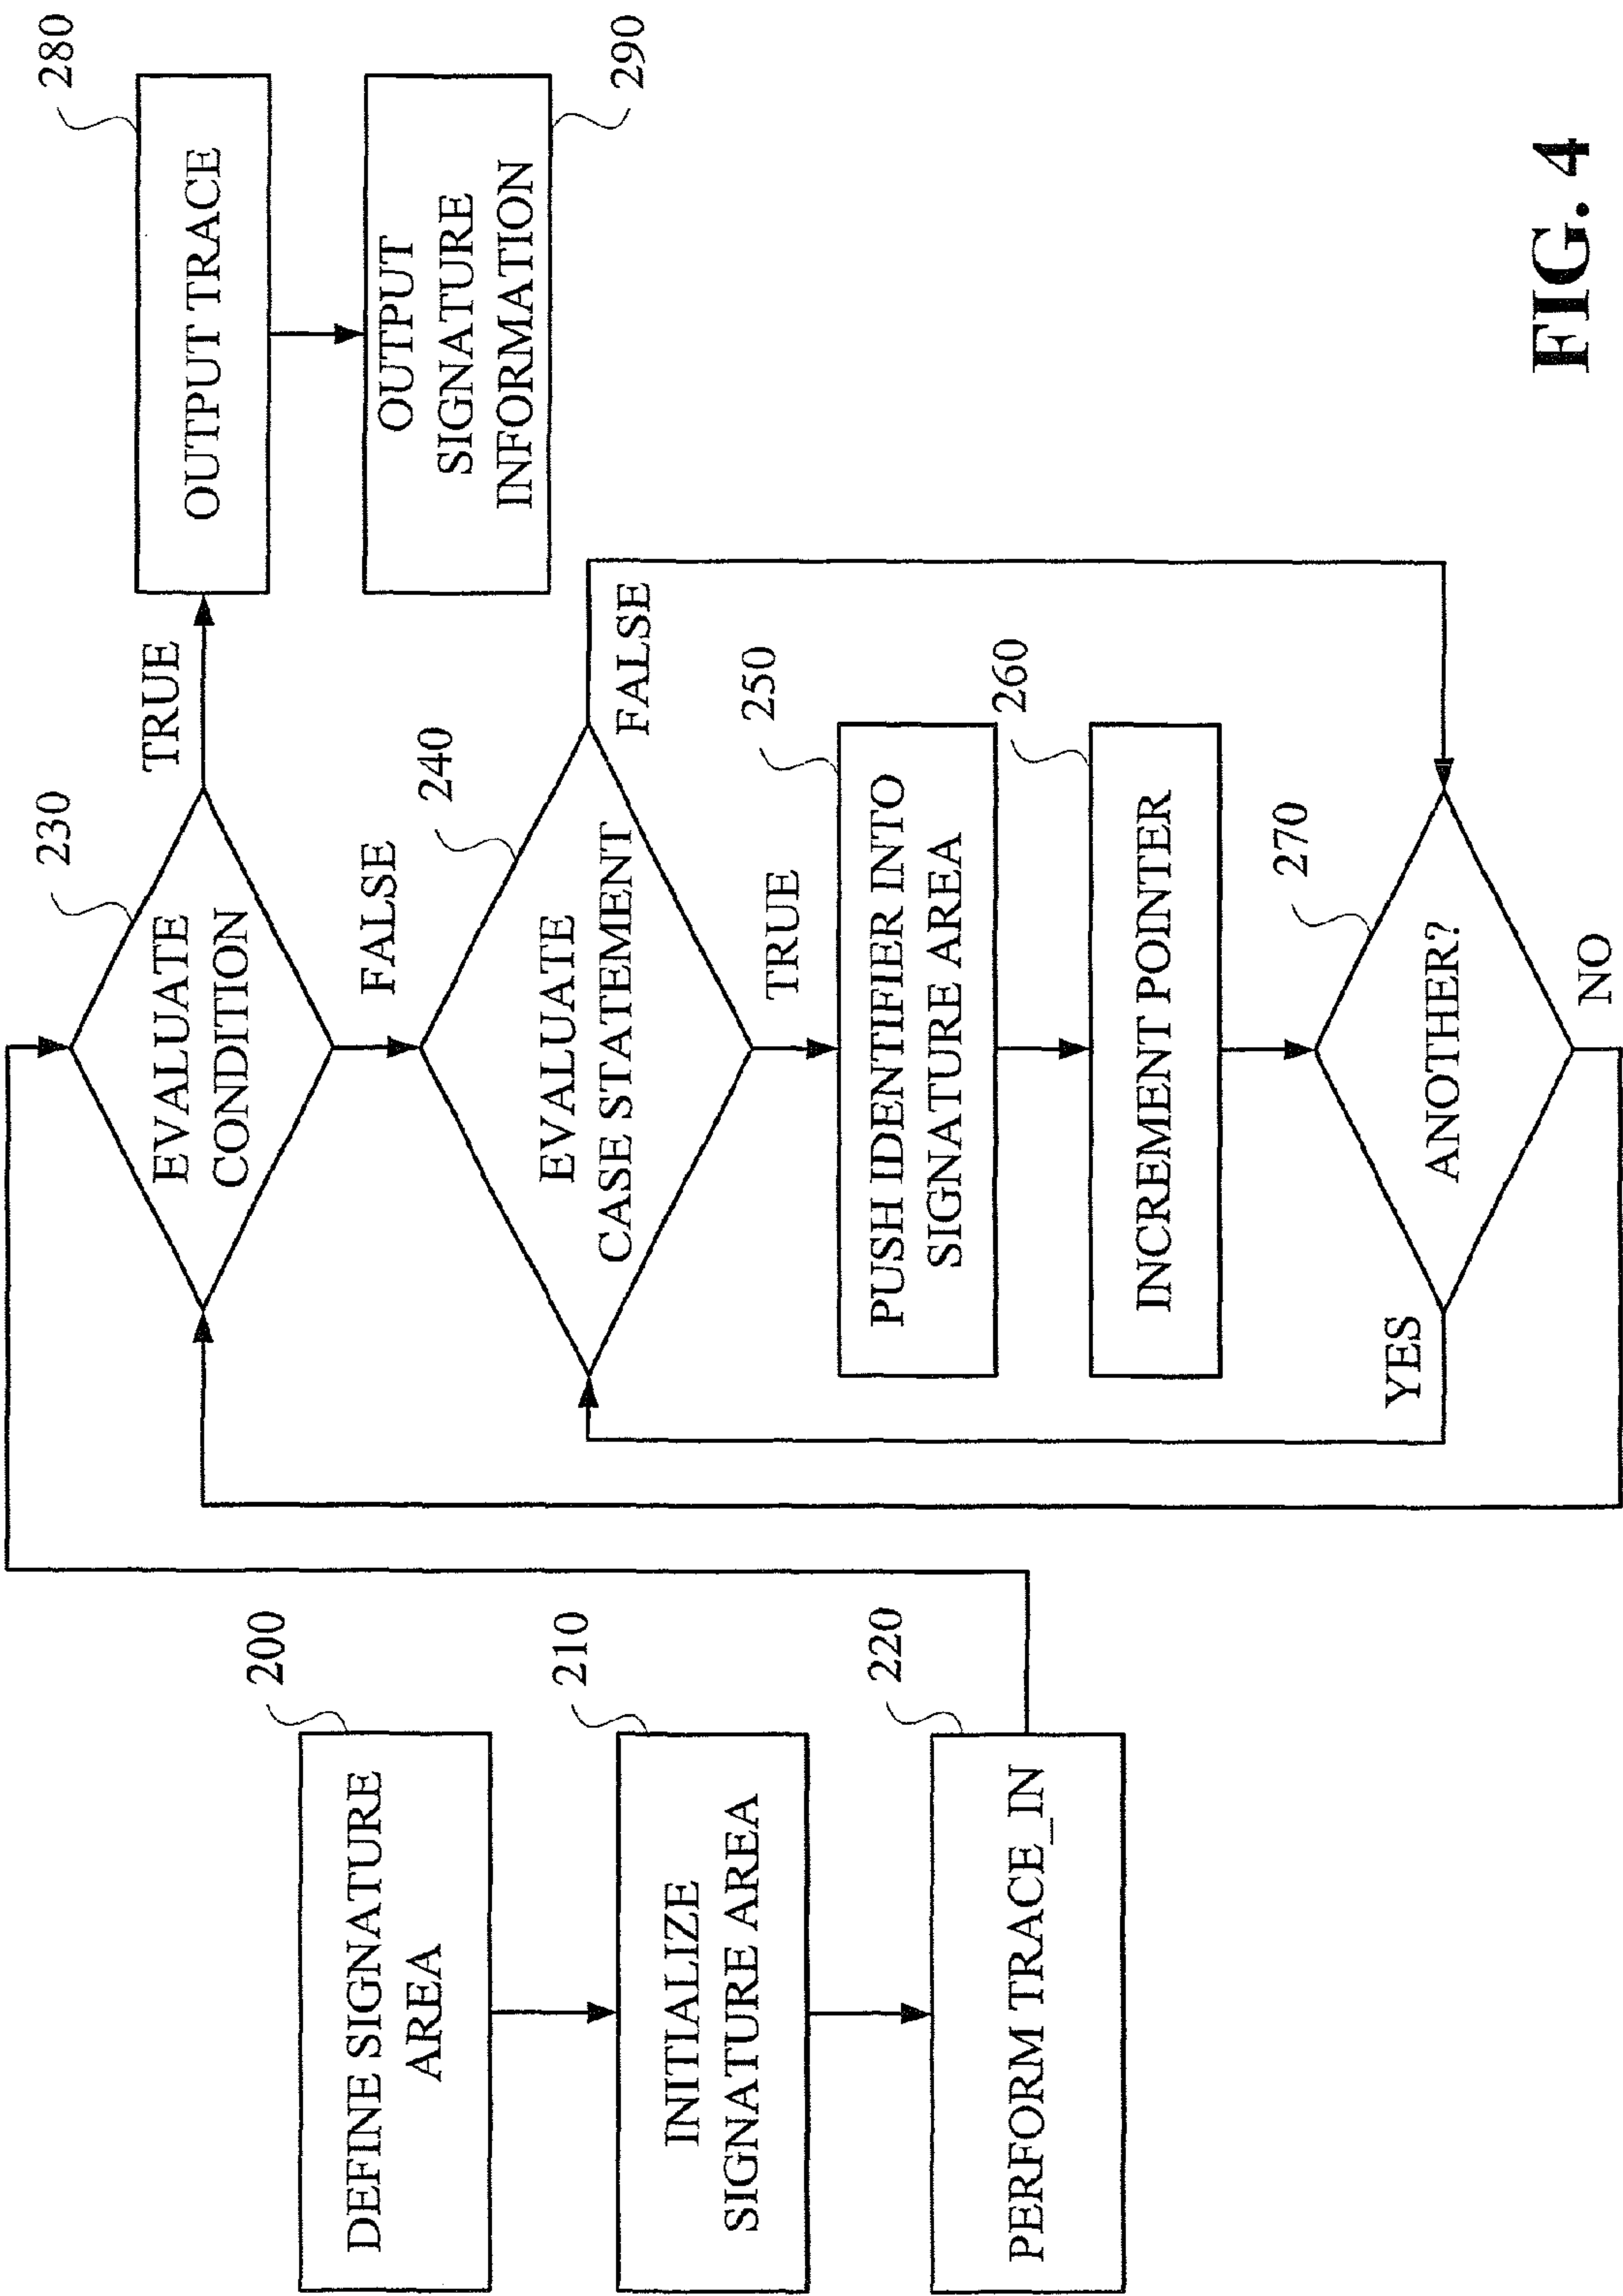 200
DEFINE SIGNATURE
AREA
210
INITIALIZE
SIGNATURE AREA
220
PERFORM TRACE_IN
230
EVALUATE
CONDITION
TRUE
FALSE
240
EVALUATE
CASE STATEMENT
FALSE
TRUE
250
PUSH IDENTIFIER INTO
SIGNATURE AREA
260
INCREMENT POINTER
270
ANOTHER?
YES
NO
280
OUTPUT TRACE
290
OUTPUT
SIGNATURE
INFORMATION
FIG. 4